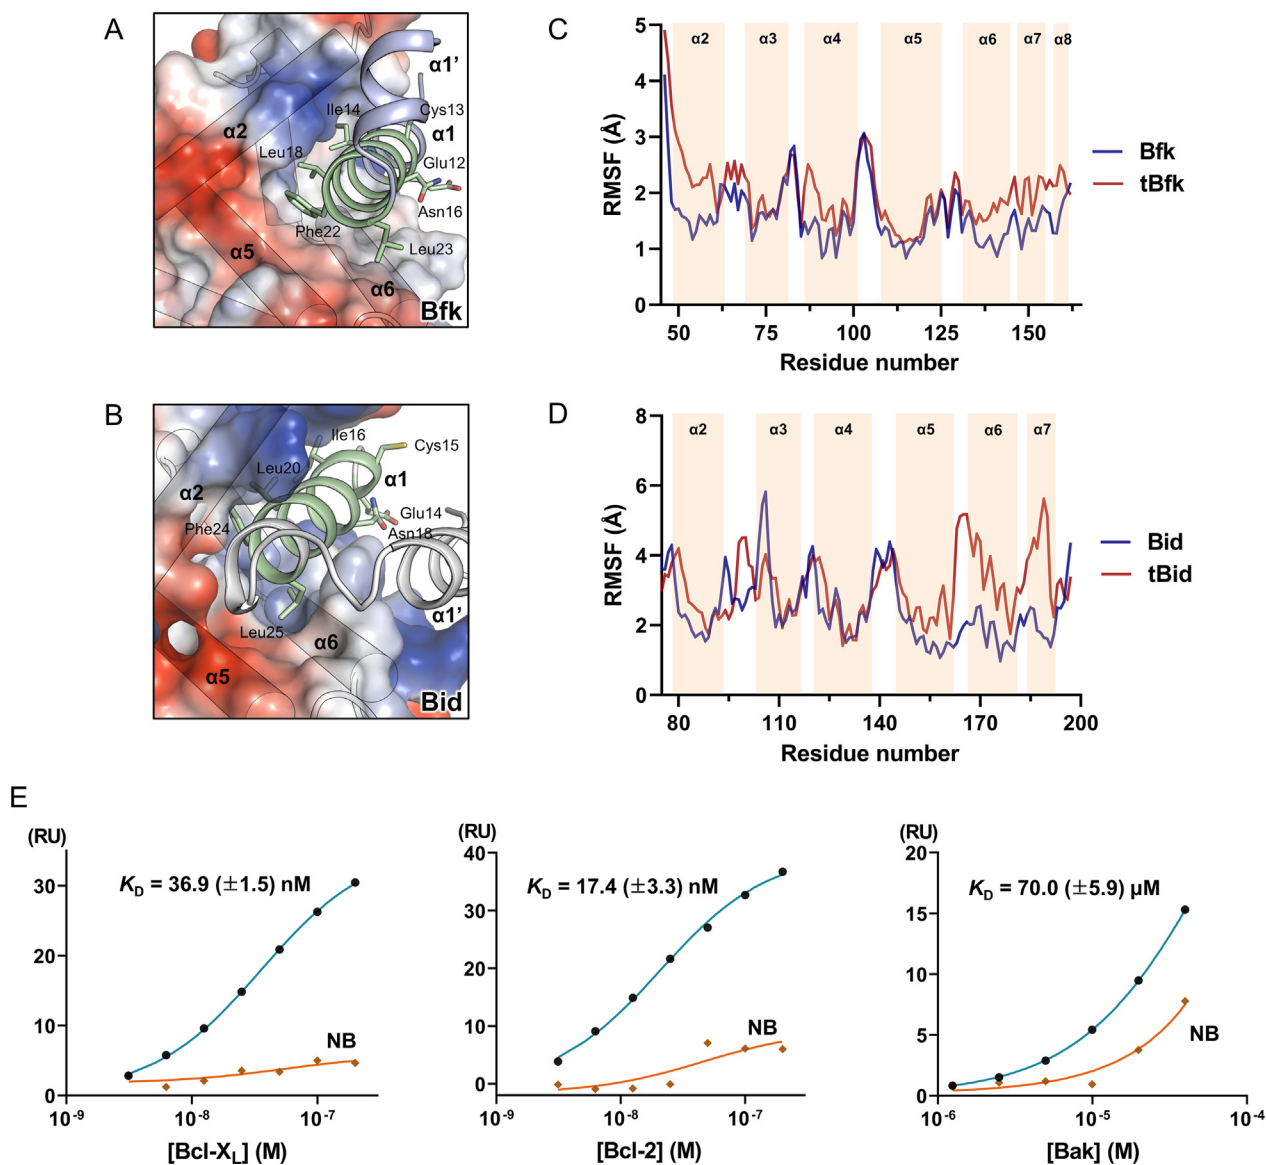 A
α1’
Ile14
Cys13
α2
α1
Leu18
Glu12
Asn16
Phe22
α5
Leu23
α6
Bfk
B
Ile16
Cys15
Leu20
α1
α2
Glu14
Phe24
Asn18
α1’
Leu25
α6
α5
Bid
C
RMSF (Å)
5
4
3
2
1
0
α2 α3 α4 α5 α6 α7 α8
50 75 100 125 150
Residue number
Bfk
tBfk
D
RMSF (Å)
8
6
4
2
0
α2 α3 α4 α5 α6 α7
80 110 140 170 200
Residue number
Bid
tBid
E
(RU)
30
20
10
0
KD = 36.9 (±1.5) nM
NB
10-9 10-8 10-7
[Bcl-XL] (M)
(RU)
40
30
20
10
0
KD = 17.4 (±3.3) nM
NB
10-9 10-8 10-7
[Bcl-2] (M)
(RU)
20
15
10
5
0
KD = 70.0 (±5.9) μM
NB
10-6 10-5 10-4
[Bak] (M)